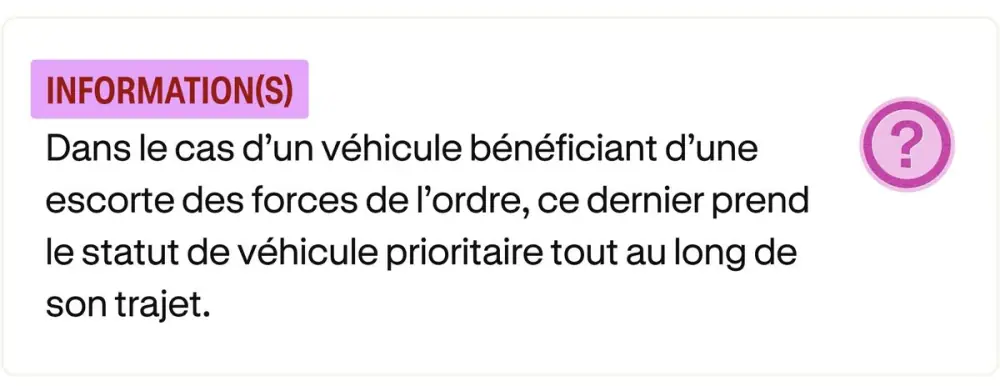 INFORMATION(S)
Dans le cas d’un véhicule bénéficiant d’une
escorte des forces de l’ordre, ce dernier prend
le statut de véhicule prioritaire tout au long de
son trajet.
?